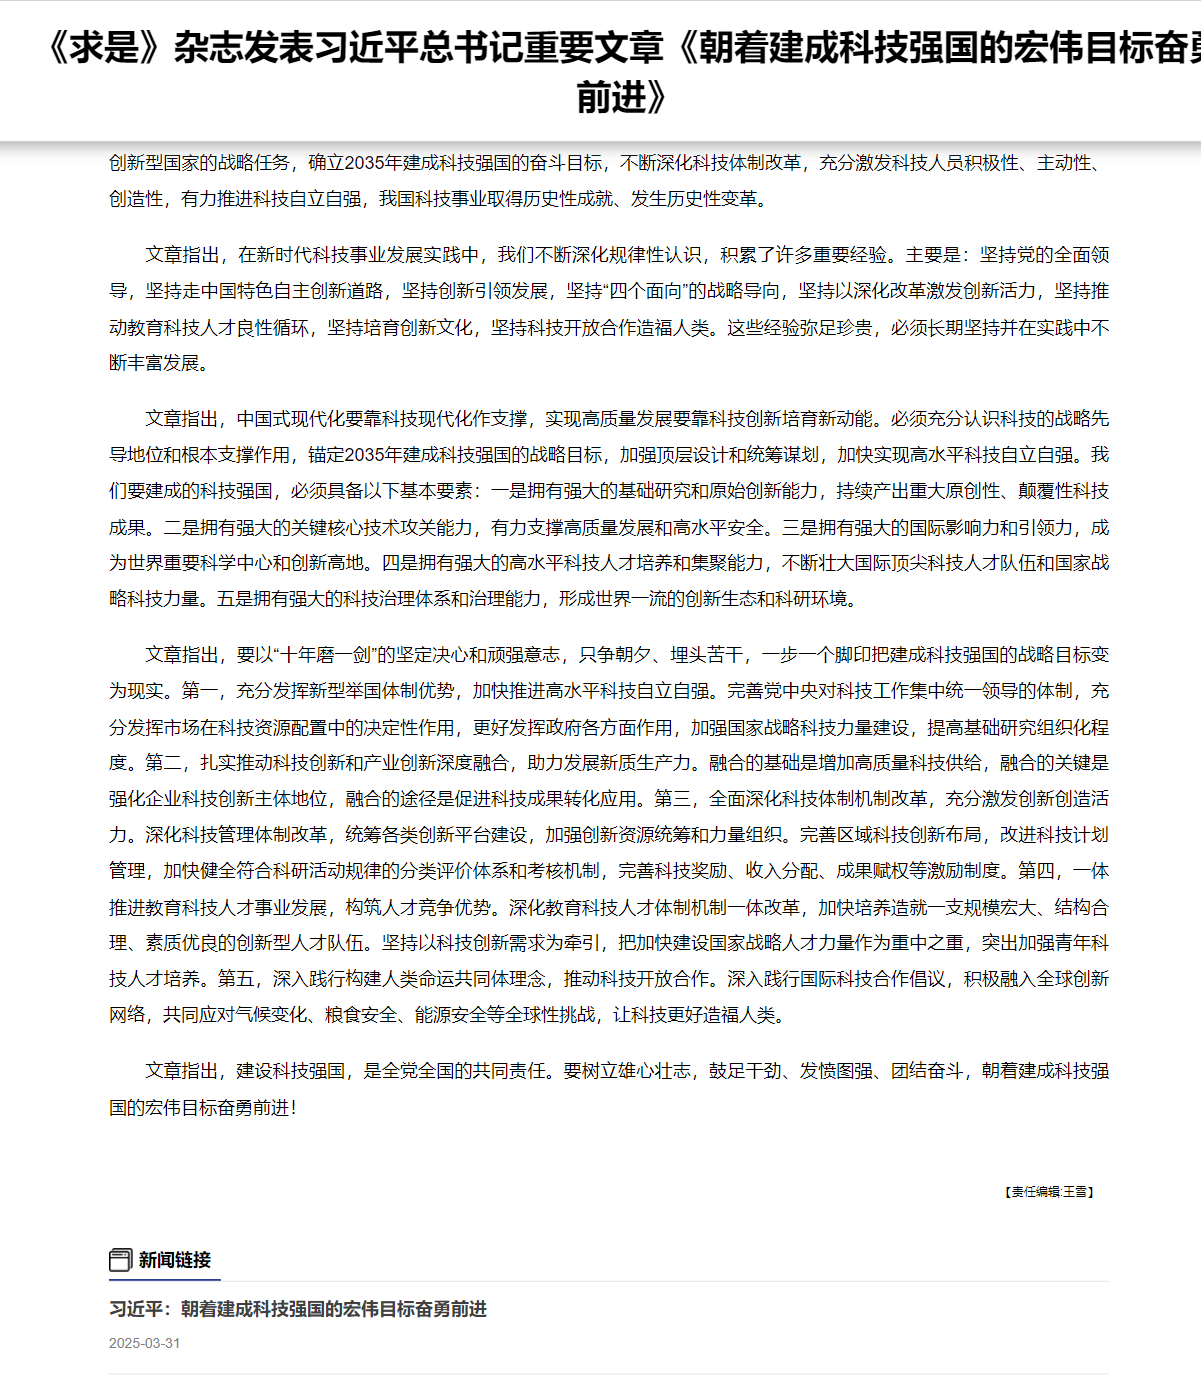 《求是》杂志发表习近平总书记重要文章《朝着建成科技强国的宏伟目标奋勇
前进》
创新型国家的战略任务，确立2035年建成科技强国的奋斗目标，不断深化科技体制改革，充分激发科技人员积极性、主动性、
创造性，有力推进科技自立自强，我国科技事业取得历史性成就、发生历史性变革。
文章指出，在新时代科技事业发展实践中，我们不断深化规律性认识，积累了许多重要经验。主要是：坚持党的全面领
导，坚持走中国特色自主创新道路，坚持创新引领发展，坚持“四个面向”的战略导向，坚持以深化改革激发创新活力，坚持推
动教育科技人才良性循环，坚持培育创新文化，坚持科技开放合作造福人类。这些经验弥足珍贵，必须长期坚持并在实践中不
断丰富发展。
文章指出，中国式现代化要靠科技现代化作支撑，实现高质量发展要靠科技创新培育新动能。必须充分认识科技的战略先
导地位和根本支撑作用，锚定2035年建成科技强国的战略目标，加强顶层设计和统筹谋划，加快实现高水平科技自立自强。我
们要建成的科技强国，必须具备以下基本要素：一是拥有强大的基础研究和原始创新能力，持续产出重大原创性、颠覆性科技
成果。二是拥有强大的关键核心技术攻关能力，有力支撑高质量发展和高水平安全。三是拥有强大的国际影响力和引领力，成
为世界重要科学中心和创新高地。四是拥有强大的高水平科技人才培养和集聚能力，不断壮大国际顶尖科技人才队伍和国家战
略科技力量。五是拥有强大的科技治理体系和治理能力，形成世界一流的创新生态和科研环境。
文章指出，要以“十年磨一剑”的坚定决心和顽强意志，只争朝夕、埋头苦干，一步一个脚印把建成科技强国的战略目标变
为现实。第一，充分发挥新型举国体制优势，加快推进高水平科技自立自强。完善党中央对科技工作集中统一领导的体制，充
分发挥市场在科技资源配置中的决定性作用，更好发挥政府各方面作用，加强国家战略科技力量建设，提高基础研究组织化程
度。第二，扎实推动科技创新和产业创新深度融合，助力发展新质生产力。融合的基础是增加高质量科技供给，融合的关键是
强化企业科技创新主体地位，融合的途径是促进科技成果转化应用。第三，全面深化科技体制机制改革，充分激发创新创造活
力。深化科技管理体制改革，统筹各类创新平台建设，加强创新资源统筹和力量组织。完善区域科技创新布局，改进科技计划
管理，加快健全符合科研活动规律的分类评价体系和考核机制，完善科技奖励、收入分配、成果赋权等激励制度。第四，一体
推进教育科技人才事业发展，构筑人才竞争优势。深化教育科技人才体制机制一体改革，加快培养造就一支规模宏大、结构合
理、素质优良的创新型人才队伍。坚持以科技创新需求为牵引，把加快建设国家战略人才力量作为重中之重，突出加强青年科
技人才培养。第五，深入践行构建人类命运共同体理念，推动科技开放合作。深入践行国际科技合作倡议，积极融入全球创新
网络，共同应对气候变化、粮食安全、能源安全等全球性挑战，让科技更好造福人类。
文章指出，建设科技强国，是全党全国的共同责任。要树立雄心壮志，鼓足干劲、发愤图强、团结奋斗，朝着建成科技强
国的宏伟目标奋勇前进！
【责任编辑:王雪】
新闻链接
习近平：朝着建成科技强国的宏伟目标奋勇前进
2025-03-31